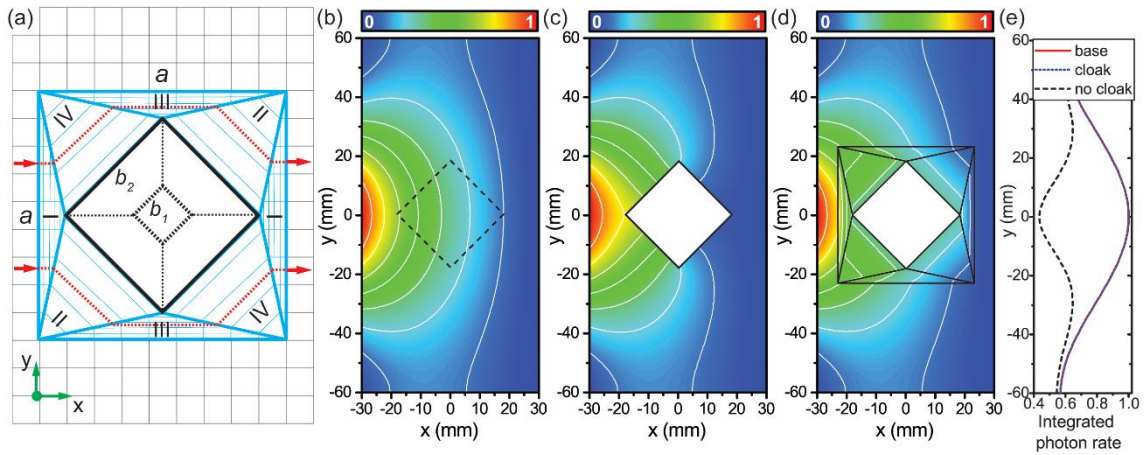 (a)
a
III
IV
II
b2
b1
a
I
I
II
III
IV
y
x
(b)
0 1
60
40
20
0
-20
-40
-60
y (mm)
-30 -20 -10 0 10 20 30
x (mm)
(c)
0 1
60
40
20
0
-20
-40
-60
y (mm)
-30 -20 -10 0 10 20 30
x (mm)
(d)
0 1
60
40
20
0
-20
-40
-60
y (mm)
-30 -20 -10 0 10 20 30
x (mm)
(e)
60
base
cloak
no cloak
40
20
0
-20
-40
-60
y (mm)
0.4 0.6 0.8 1.0
Integrated
photon rate